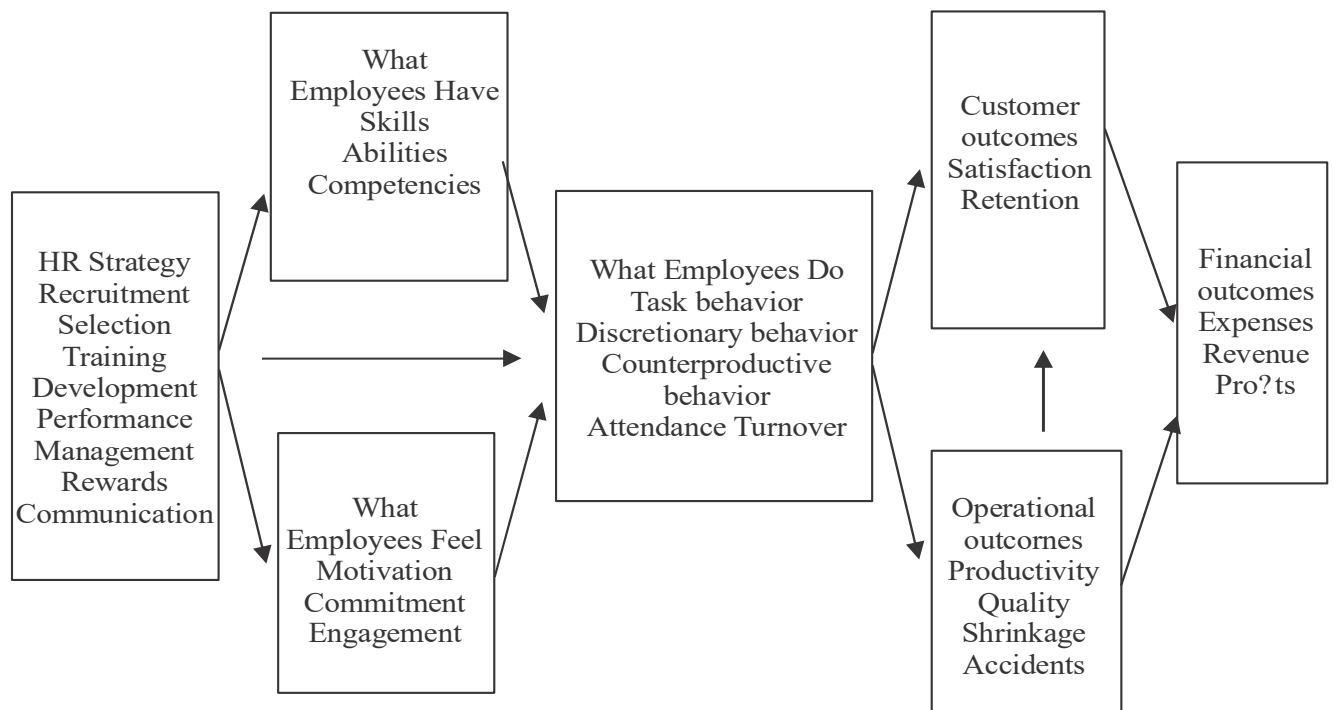 HR Strategy
Recruitment
Selection
Training
Development
Performance
Management
Rewards
Communication
What
Employees Have
Skills
Abilities
Competencies
What
Employees Feel
Motivation
Commitment
Engagement
What Employees Do
Task behavior
Discretionary behavior
Counterproductive
behavior
Attendance Turnover
Customer
outcomes
Satisfaction
Retention
Operational
outcornes
Productivity
Quality
Shrinkage
Accidents
Financial
outcomes
Expenses
Revenue
Pro?ts